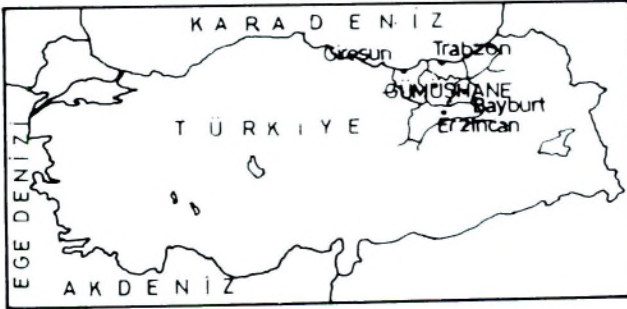 KARADENİZ
Giresun Trabzon
GÜMÜŞHANE
Bayburt
TÜRKİYE
Erzincan
EGE DENİZİ
AKDENİZ